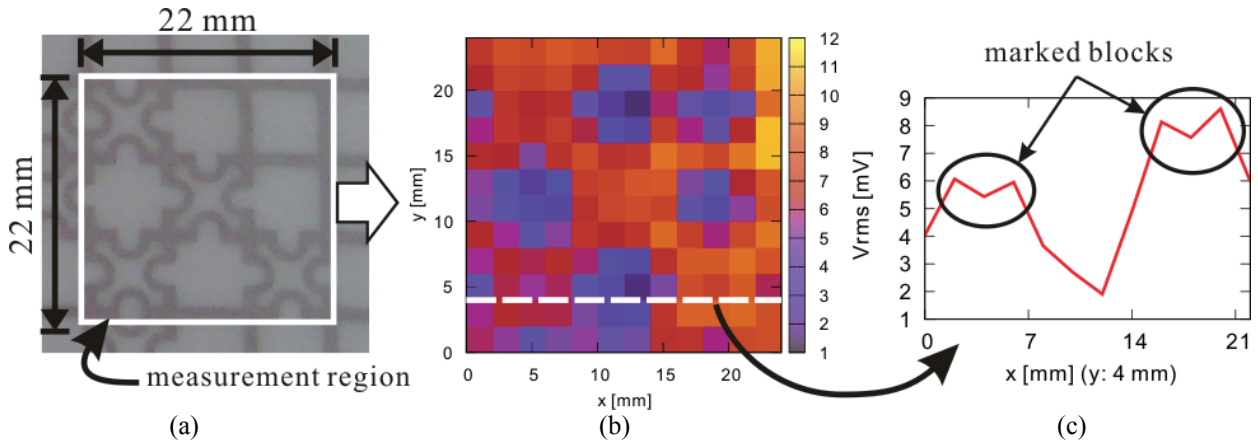 22 mm
22 mm
measurement region
(a)
20
15
10
5
0
y [mm]
0 5 10 15 20
x [mm]
12
11
10
9
8
7
6
5
4
3
2
1
Vrms [mV]
(b)
marked blocks
9
8
7
6
5
4
3
2
1
0 7 14 21
x [mm] (y: 4 mm)
(c)